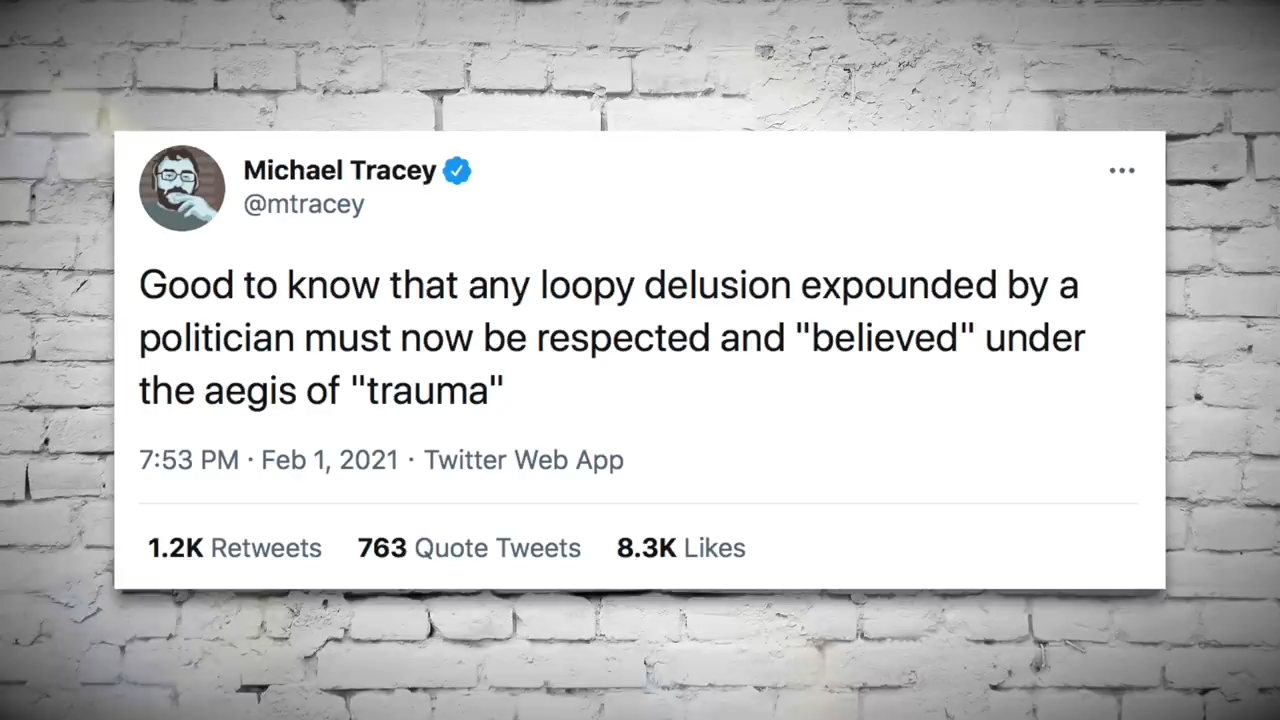 Michael Tracey
@mtracey
Good to know that any loopy delusion expounded by a
politician must now be respected and "believed" under
the aegis of "trauma"
7:53 PM · Feb 1, 2021 · Twitter Web App
1.2K Retweets 763 Quote Tweets 8.3K Likes